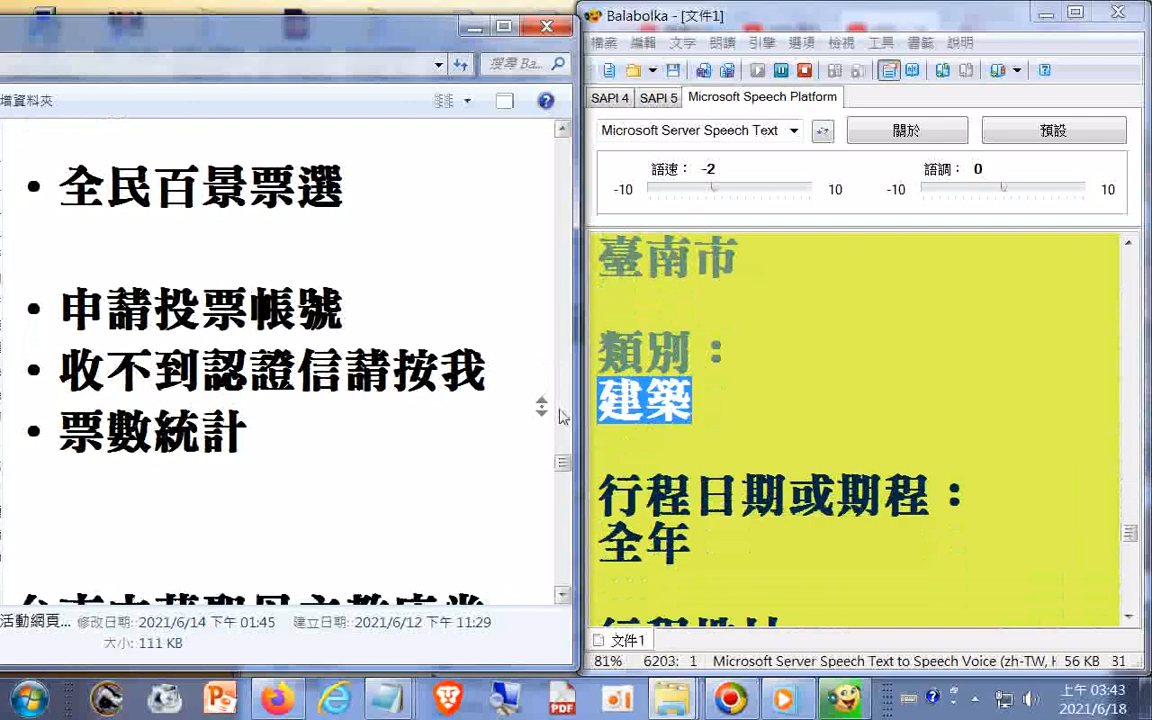 Balabolka - [文件1]
搜尋 Ba...
檔案 編輯 文字 朗讀 引擎 選項 檢視 工具 書籤 說明
增資料夾
SAPI 4 SAPI 5 Microsoft Speech Platform
Microsoft Server Speech Text 關於 預設
語速： -2 語調： 0
-10 10 -10 10
• 全民百景票選
• 申請投票帳號
• 收不到認證信請按我
• 票數統計
臺南市
類別：
建築
行程日期或期程：
全年
活動網頁... 修改日期: 2021/6/14 下午 01:45 建立日期: 2021/6/12 下午 11:29
大小: 111 KB
文件1
81% 6203: 1 Microsoft Server Speech Text to Speech Voice (zh-TW, H 56 KB 31
上午 03:43
2021/6/18